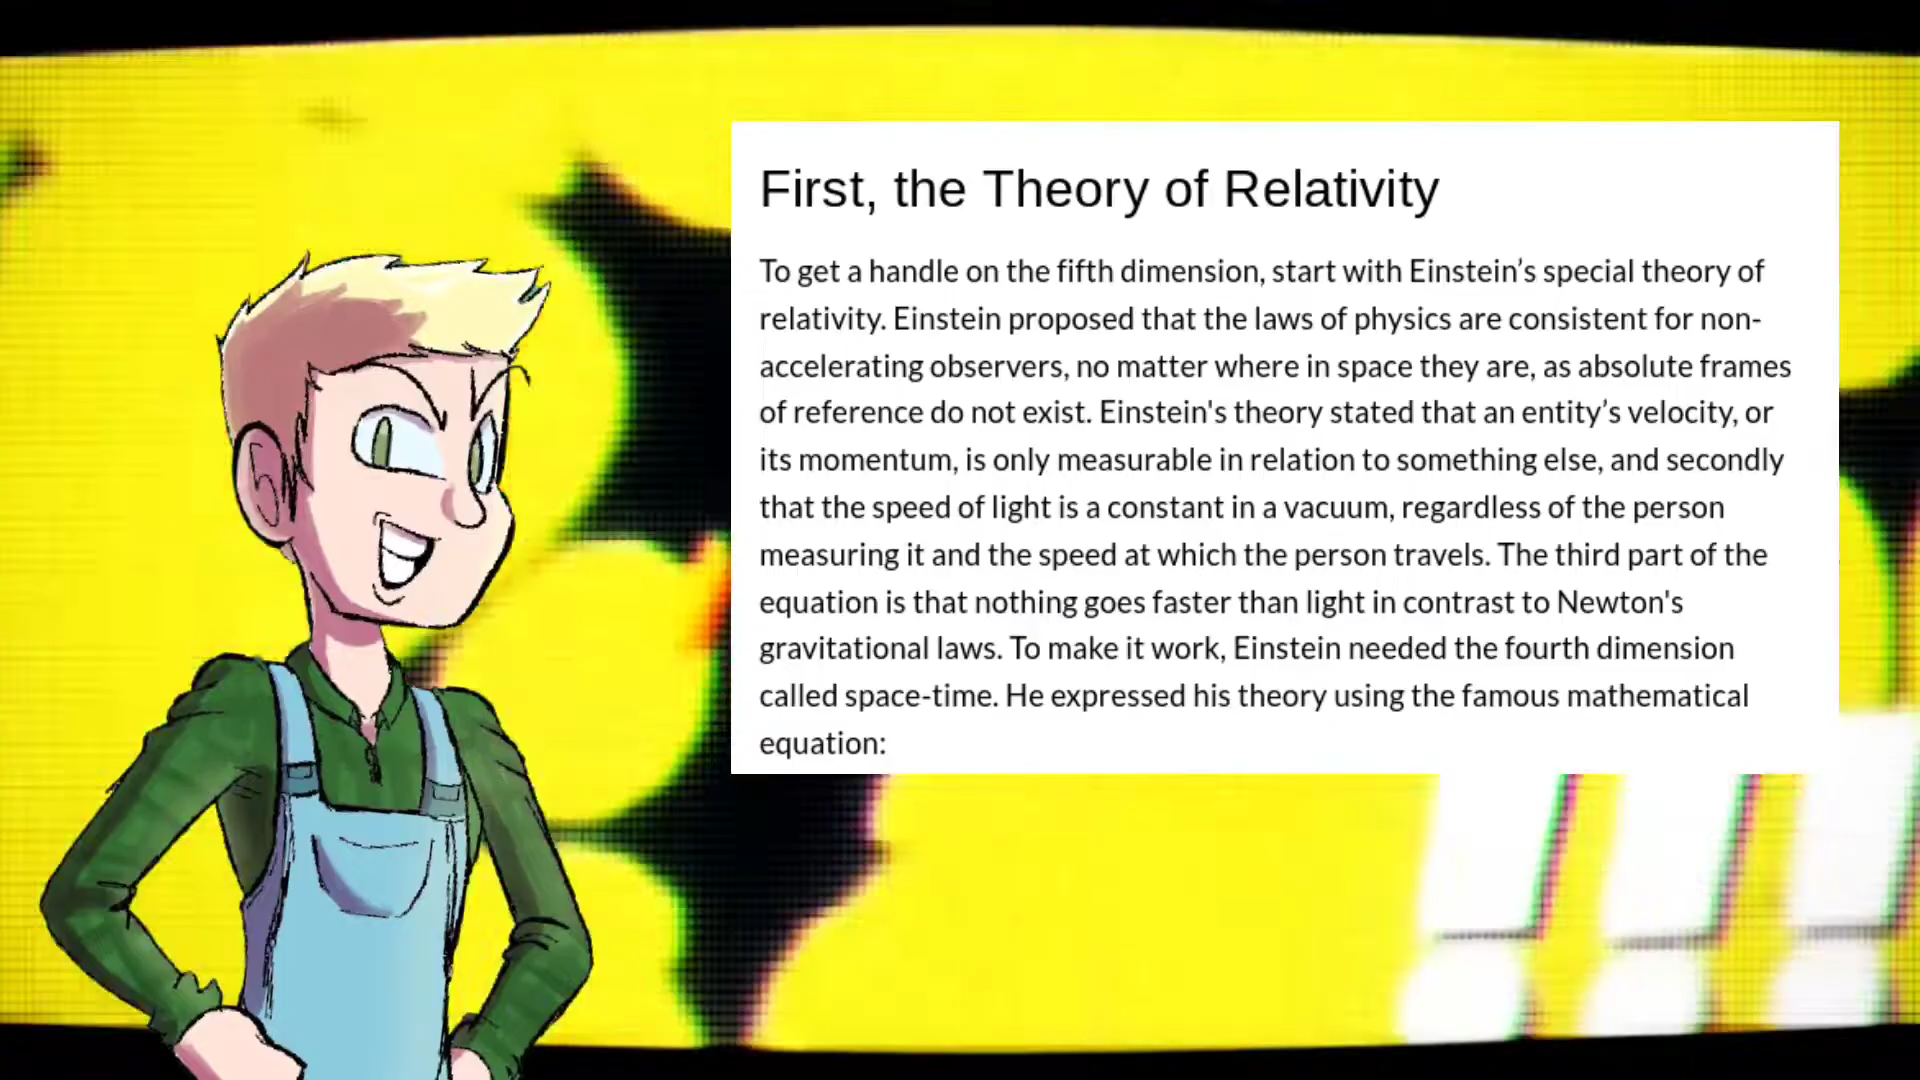 First, the Theory of Relativity
To get a handle on the fifth dimension, start with Einstein’s special theory of
relativity. Einstein proposed that the laws of physics are consistent for non-
accelerating observers, no matter where in space they are, as absolute frames
of reference do not exist. Einstein's theory stated that an entity’s velocity, or
its momentum, is only measurable in relation to something else, and secondly
that the speed of light is a constant in a vacuum, regardless of the person
measuring it and the speed at which the person travels. The third part of the
equation is that nothing goes faster than light in contrast to Newton's
gravitational laws. To make it work, Einstein needed the fourth dimension
called space-time. He expressed his theory using the famous mathematical
equation:
!!!